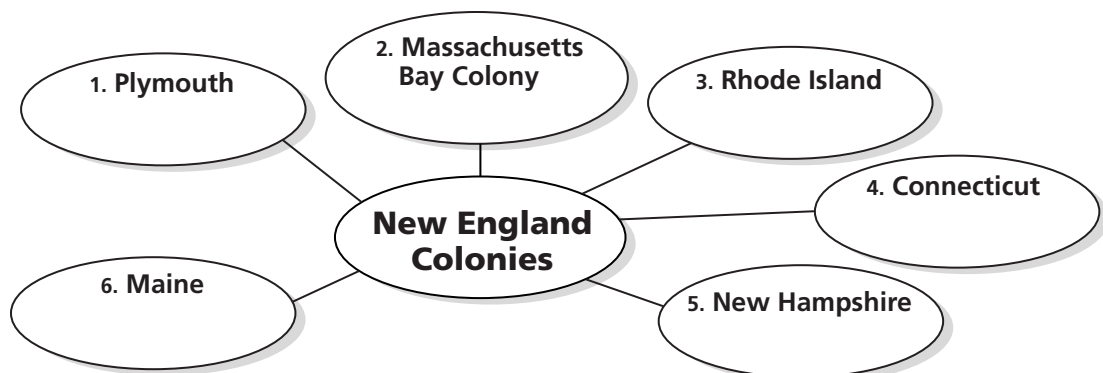 1. Plymouth
2. Massachusetts
Bay Colony
3. Rhode Island
4. Connecticut
New England
Colonies
5. New Hampshire
6. Maine